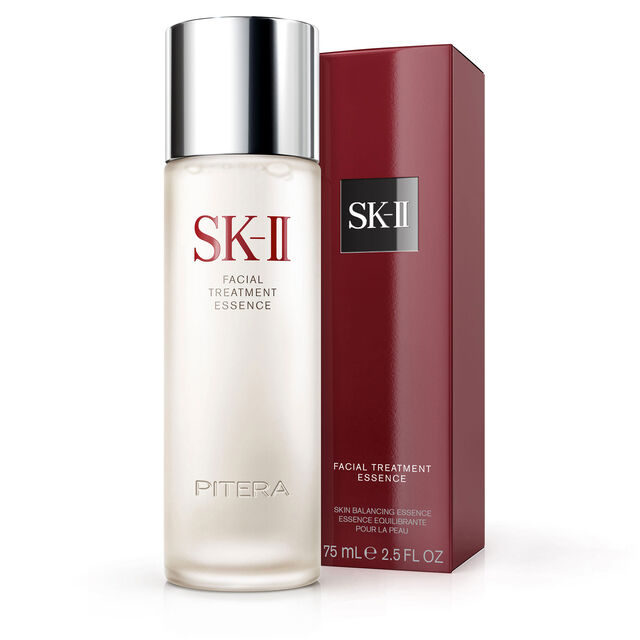 SK-II
FACIAL
TREATMENT
ESSENCE
PITERA
SK-II
FACIAL TREATMENT
ESSENCE
SKIN BALANCING ESSENCE
ESSENCE EQUILIBRANTE
POUR LA PEAU
75 mL ℮ 2.5 FL OZ